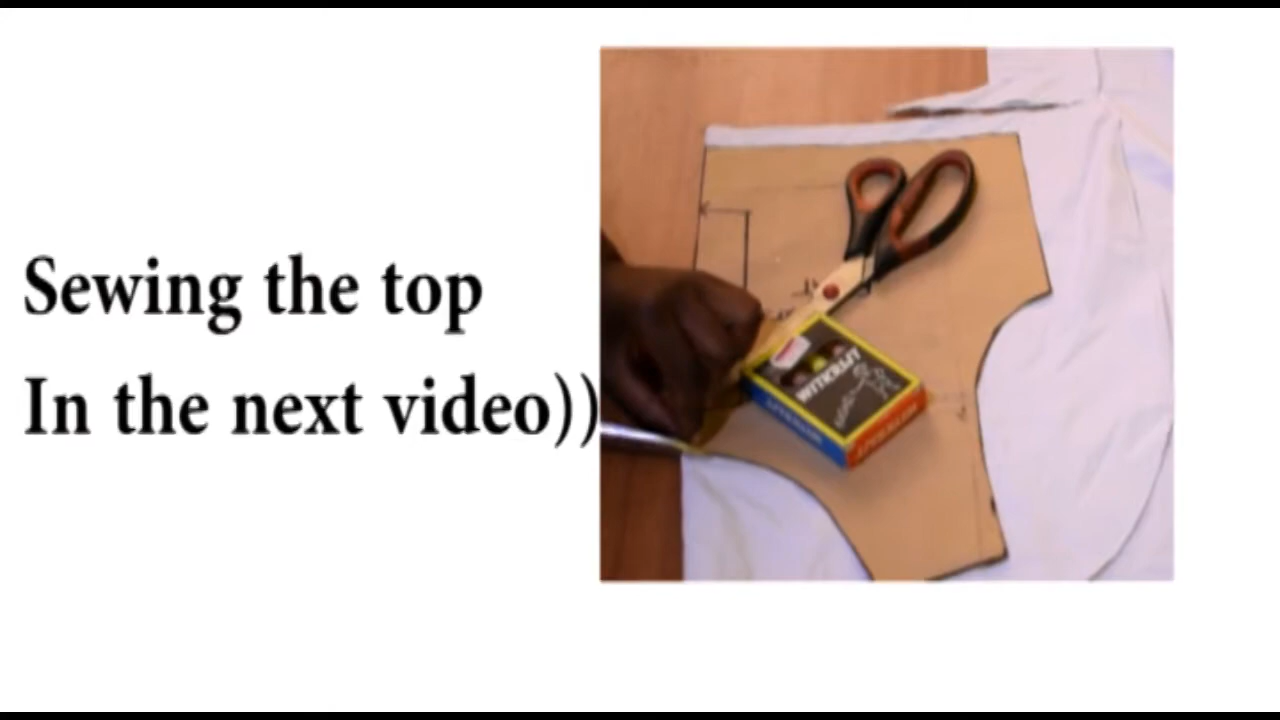 Sewing the top
In the next video))